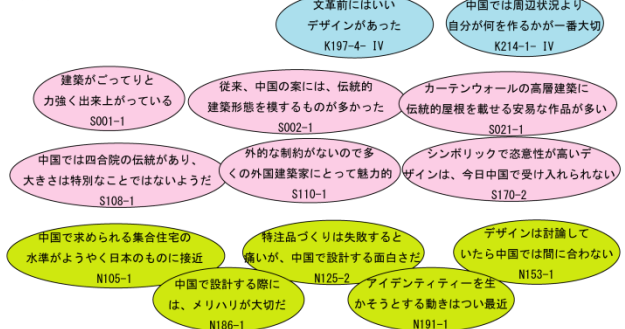 文革前にはいい
デザインがあった
K197-4- Ⅳ
中国では周辺状況より
自分が何を作るかが一番大切
K214-1- Ⅳ
建築がごってりと
力強く出来上がっている
S001-1
従来、中国の案には、伝統的
建築形態を模するものが多かった
S002-1
カーテンウォールの高層建築に
伝統的屋根を載せる安易な作品が多い
S021-1
中国では四合院の伝統があり、
大きさは特別なことではないようだ
S108-1
外的な制約がないので多
くの外国建築家にとって魅力的
S110-1
シンボリックで恣意性が高いデ
ザインは、今日中国で受け入れられない
S170-2
中国で求められる集合住宅の
水準がようやく日本のものに接近
N105-1
特注品づくりは失敗すると
痛いが、中国で設計する面白さだ
N125-2
デザインは討論して
いたら中国では間に合わない
N153-1
中国で設計する際に
は、メリハリが大切だ
N186-1
アイデンティティーを生
かそうとする動きはつい最近
N191-1